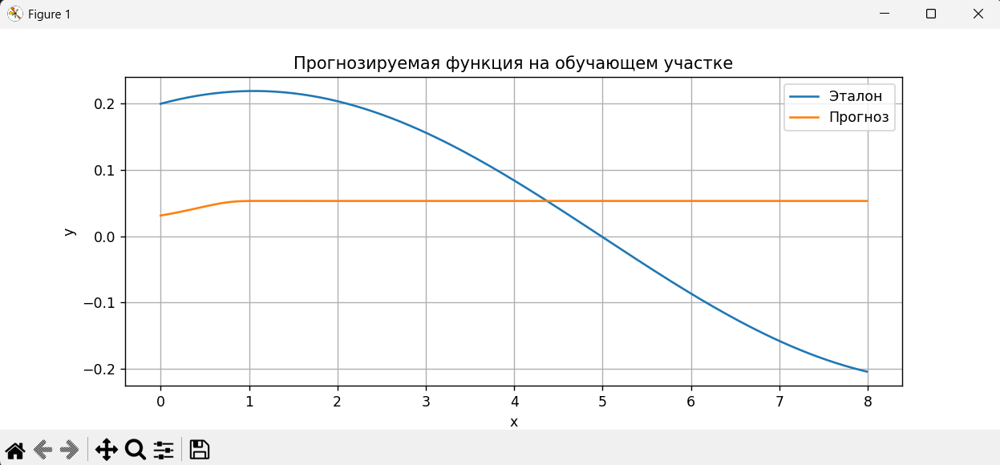 Figure 1
Прогнозируемая функция на обучающем участке
Эталон
Прогноз
0.2
0.1
0.0
−0.1
−0.2
y
0 1 2 3 4 5 6 7 8
x